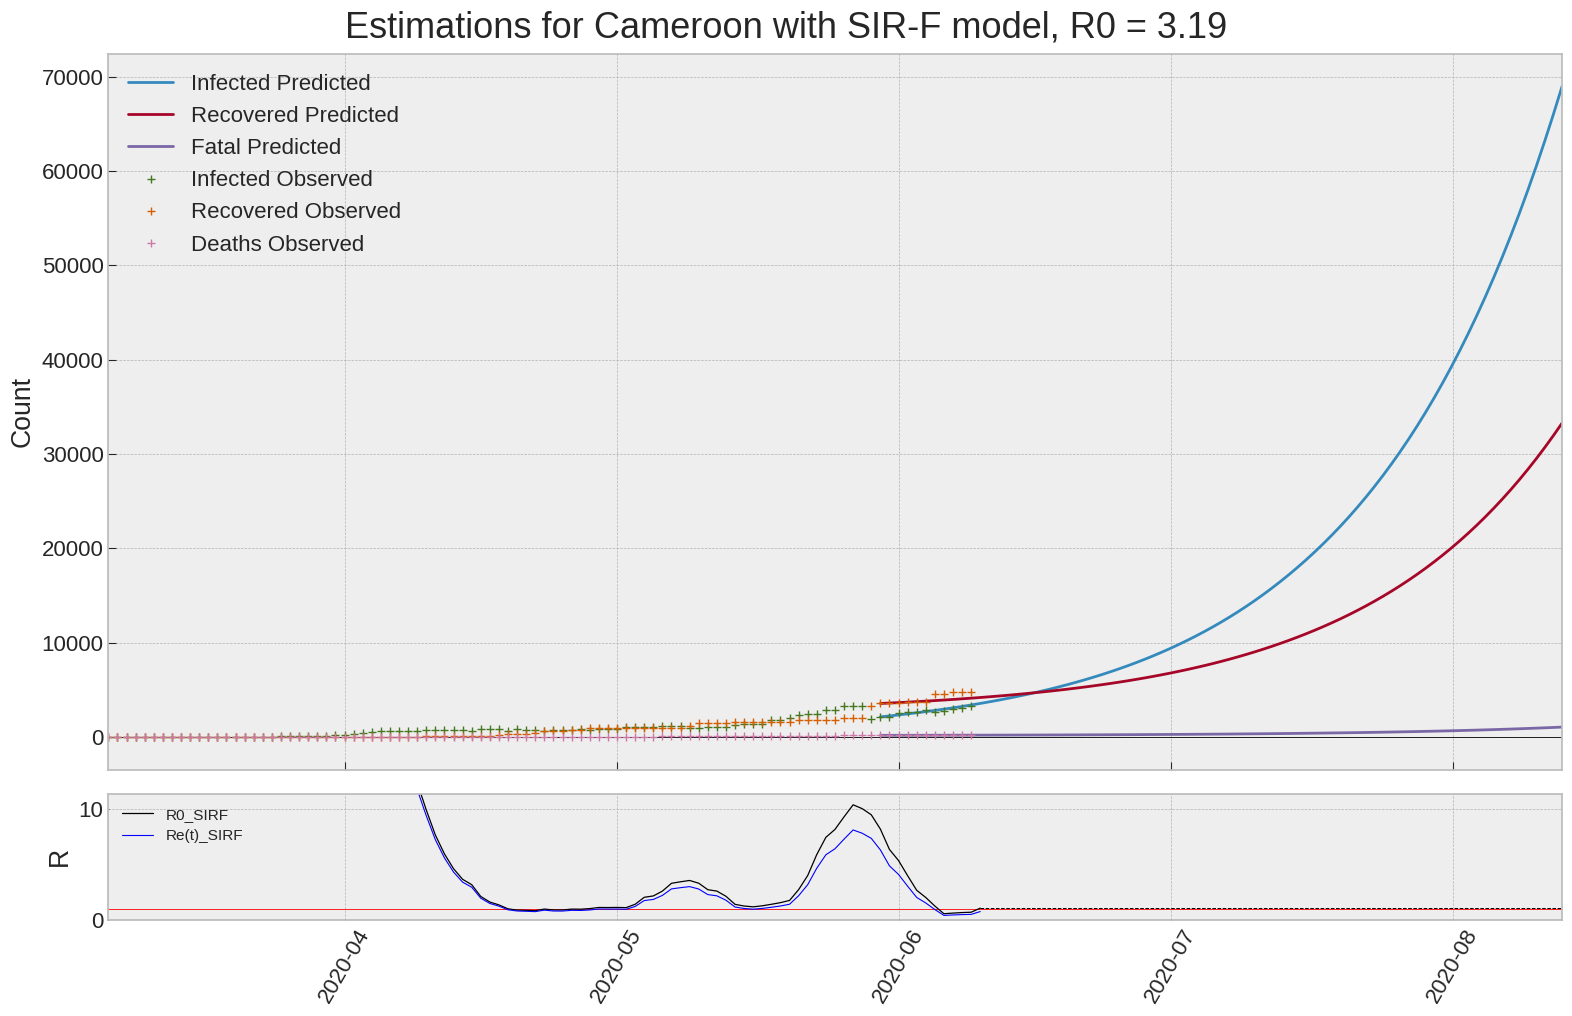 Estimations for Cameroon with SIR-F model, R0 = 3.19
70000
60000
50000
40000
30000
20000
10000
0
Count
Infected Predicted
Recovered Predicted
Fatal Predicted
Infected Observed
Recovered Observed
Deaths Observed
10
0
R
R0_SIRF
Re(t)_SIRF
2020-04
2020-05
2020-06
2020-07
2020-08